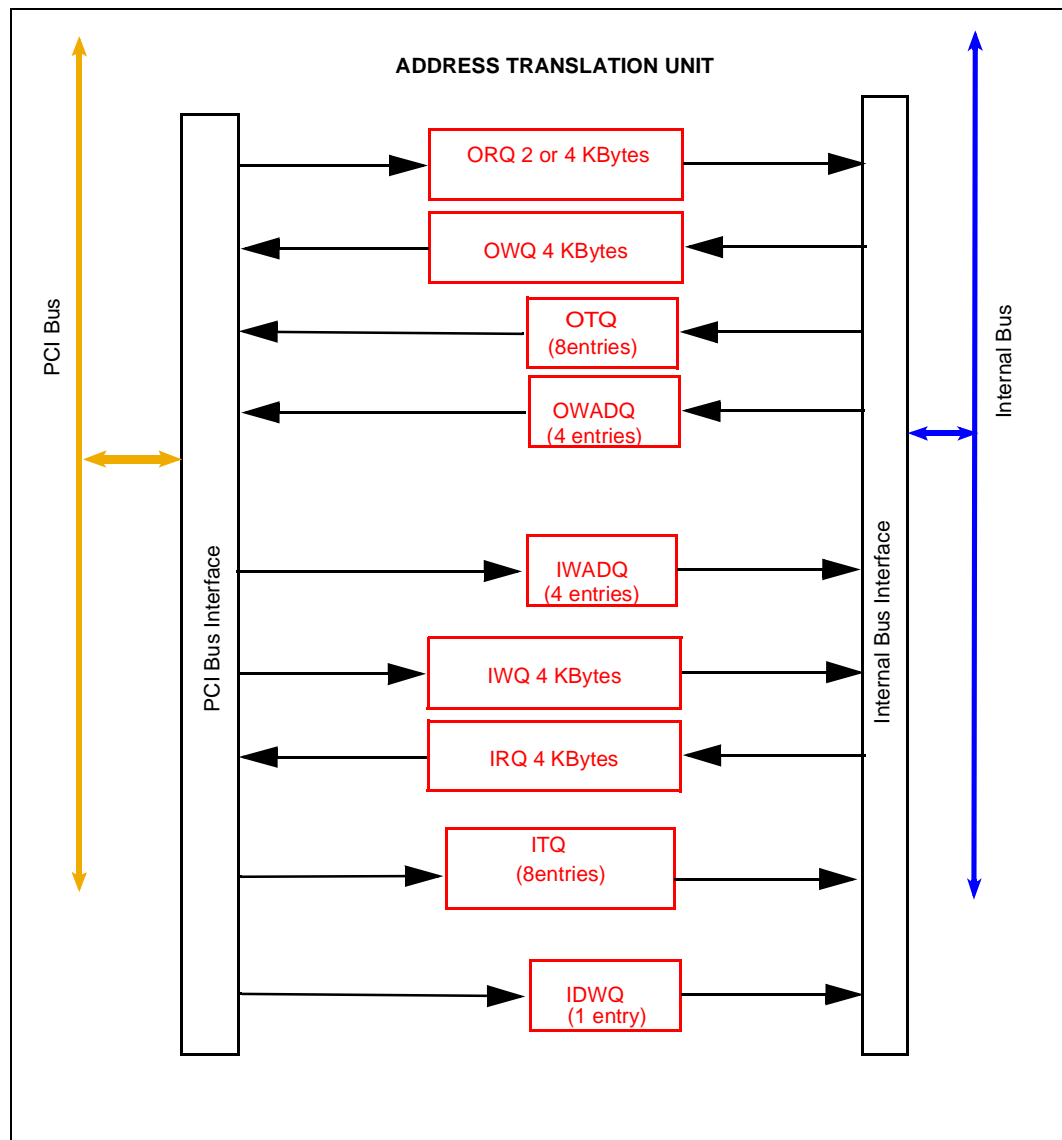 ADDRESS TRANSLATION UNIT
ORQ 2 or 4 KBytes
OWQ 4 KBytes
OTQ
(8entries)
OWADQ
(4 entries)
PCI Bus
Internal Bus
IWADQ
(4 entries)
PCI Bus Interface
Internal Bus Interface
IWQ 4 KBytes
IRQ 4 KBytes
ITQ
(8entries)
IDWQ
(1 entry)